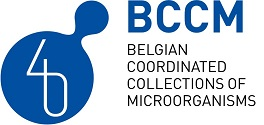 BCCM
BELGIAN
COORDINATED
COLLECTIONS OF
MICROORGANISMS
40